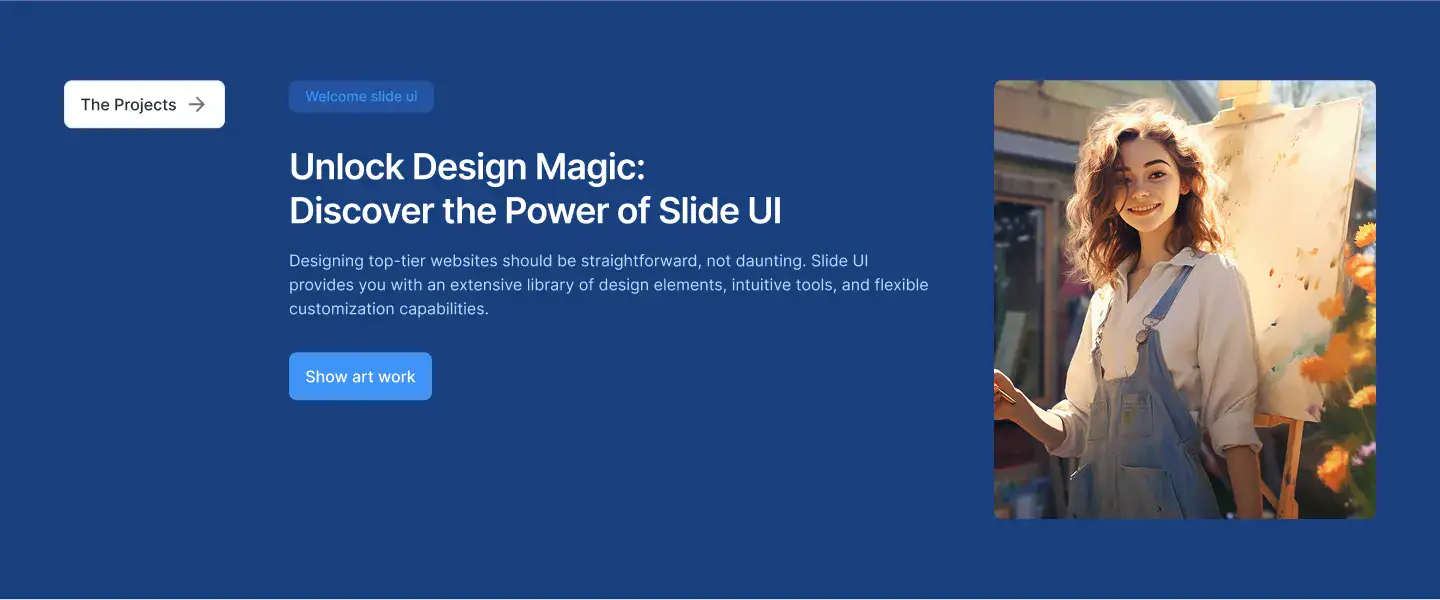 The Projects
Welcome slide ui
Unlock Design Magic:
Discover the Power of Slide UI
Designing top-tier websites should be straightforward, not daunting. Slide UI
provides you with an extensive library of design elements, intuitive tools, and flexible
customization capabilities.
Show art work